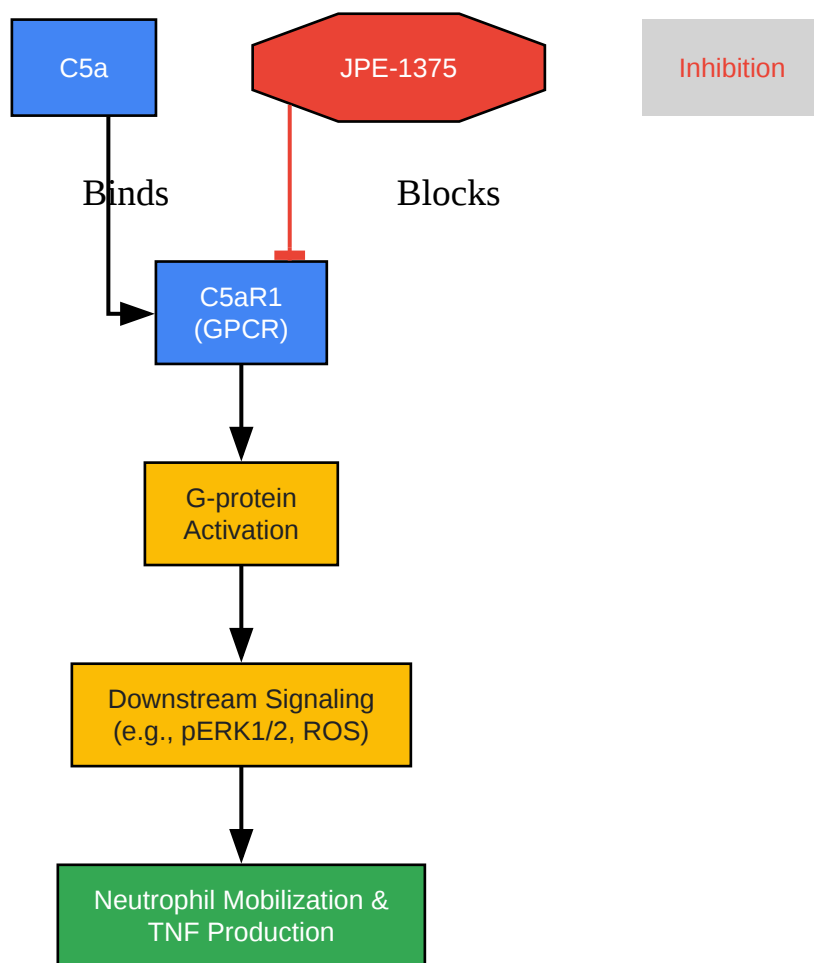 C5a
JPE-1375
Inhibition
Binds
Blocks
C5aR1
(GPCR)
G-protein
Activation
Downstream Signaling
(e.g., pERK1/2, ROS)
Neutrophil Mobilization &
TNF Production